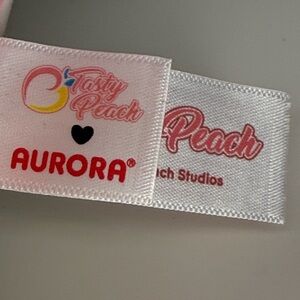 Tasty
Peach
AURORA®
Peach
ch Studios